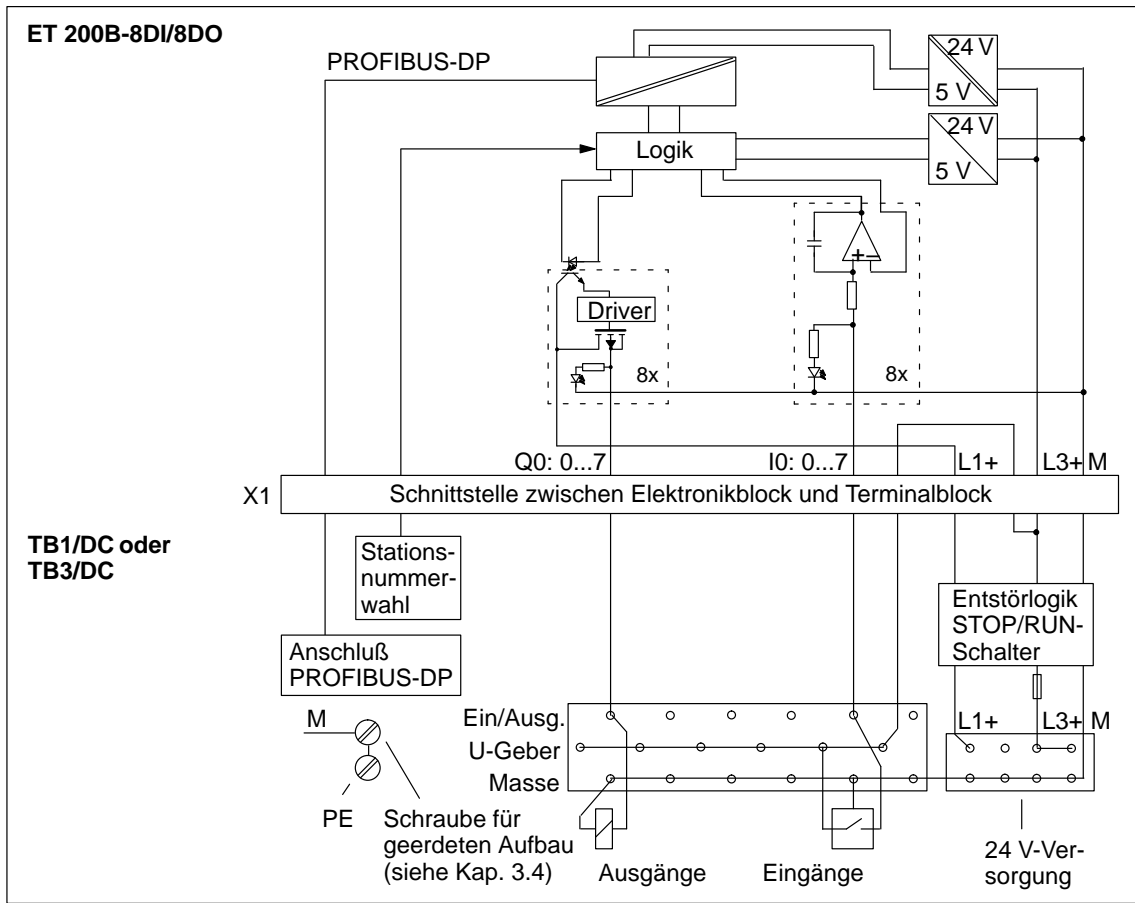 ET 200B-8DI/8DO
PROFIBUS-DP
24 V
5 V
24 V
5 V
Logik
+ −
Driver
8x
8x
Q0: 0...7
I0: 0...7
L1+
L3+ M
X1
Schnittstelle zwischen Elektronikblock und Terminalblock
TB1/DC oder
TB3/DC
Stations-
nummer-
wahl
Entstörlogik
STOP/RUN-
Schalter
Anschluß
PROFIBUS-DP
M
Ein/Ausg.
U-Geber
Masse
L1+
L3+ M
PE
Schraube für
geerdeten Aufbau
(siehe Kap. 3.4)
Ausgänge
Eingänge
24 V-Ver-
sorgung